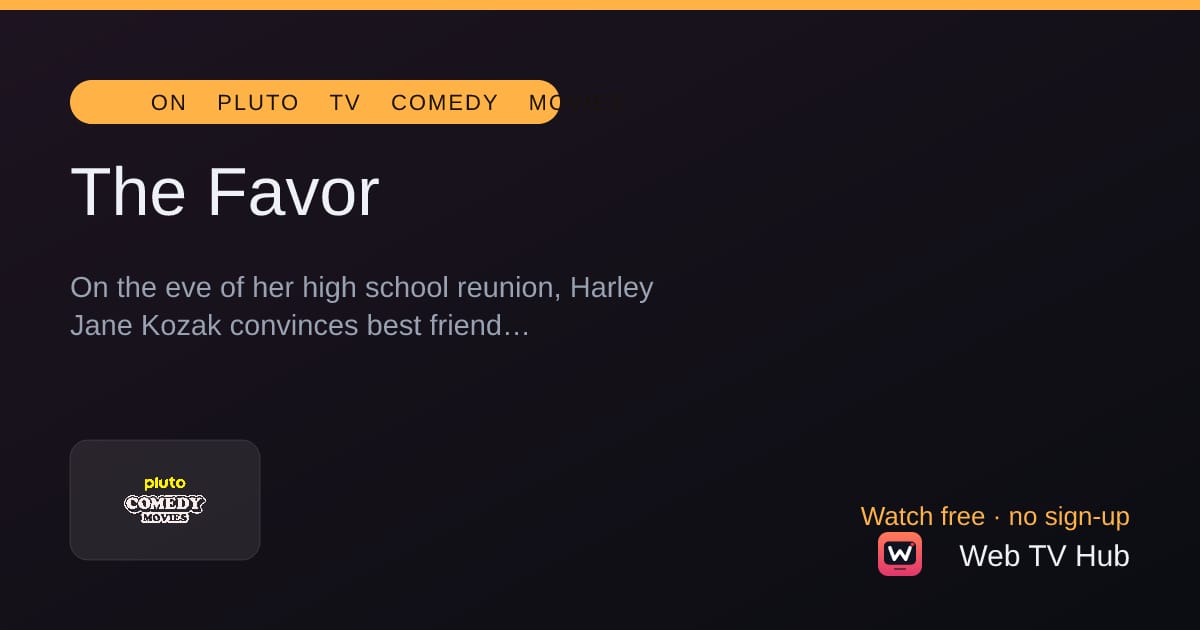 ON PLUTO TV COMEDY MOVIES
The Favor
On the eve of her high school reunion, Harley
Jane Kozak convinces best friend…
pluto
COMEDY
MOVIES
Watch free · no sign-up
W
Web TV Hub